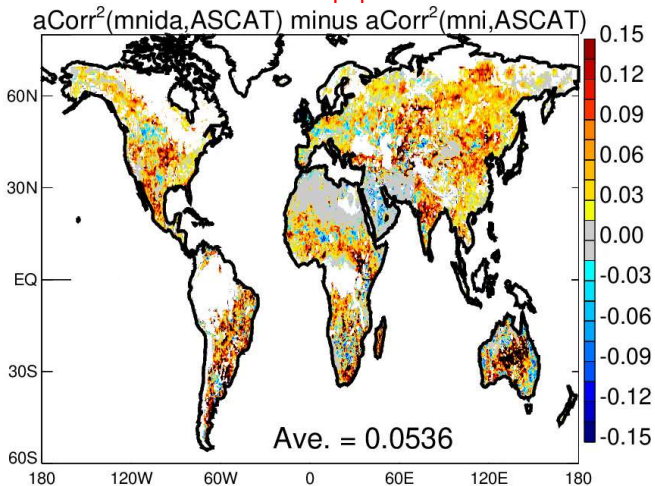 aCorr²(mnida,ASCAT) minus aCorr²(mni,ASCAT)
0.15
0.12
60N
0.09
0.06
30N
0.03
0.00
EQ
-0.03
-0.06
30S
-0.09
-0.12
Ave. = 0.0536
-0.15
60S
180 120W 60W 0 60E 120E 180